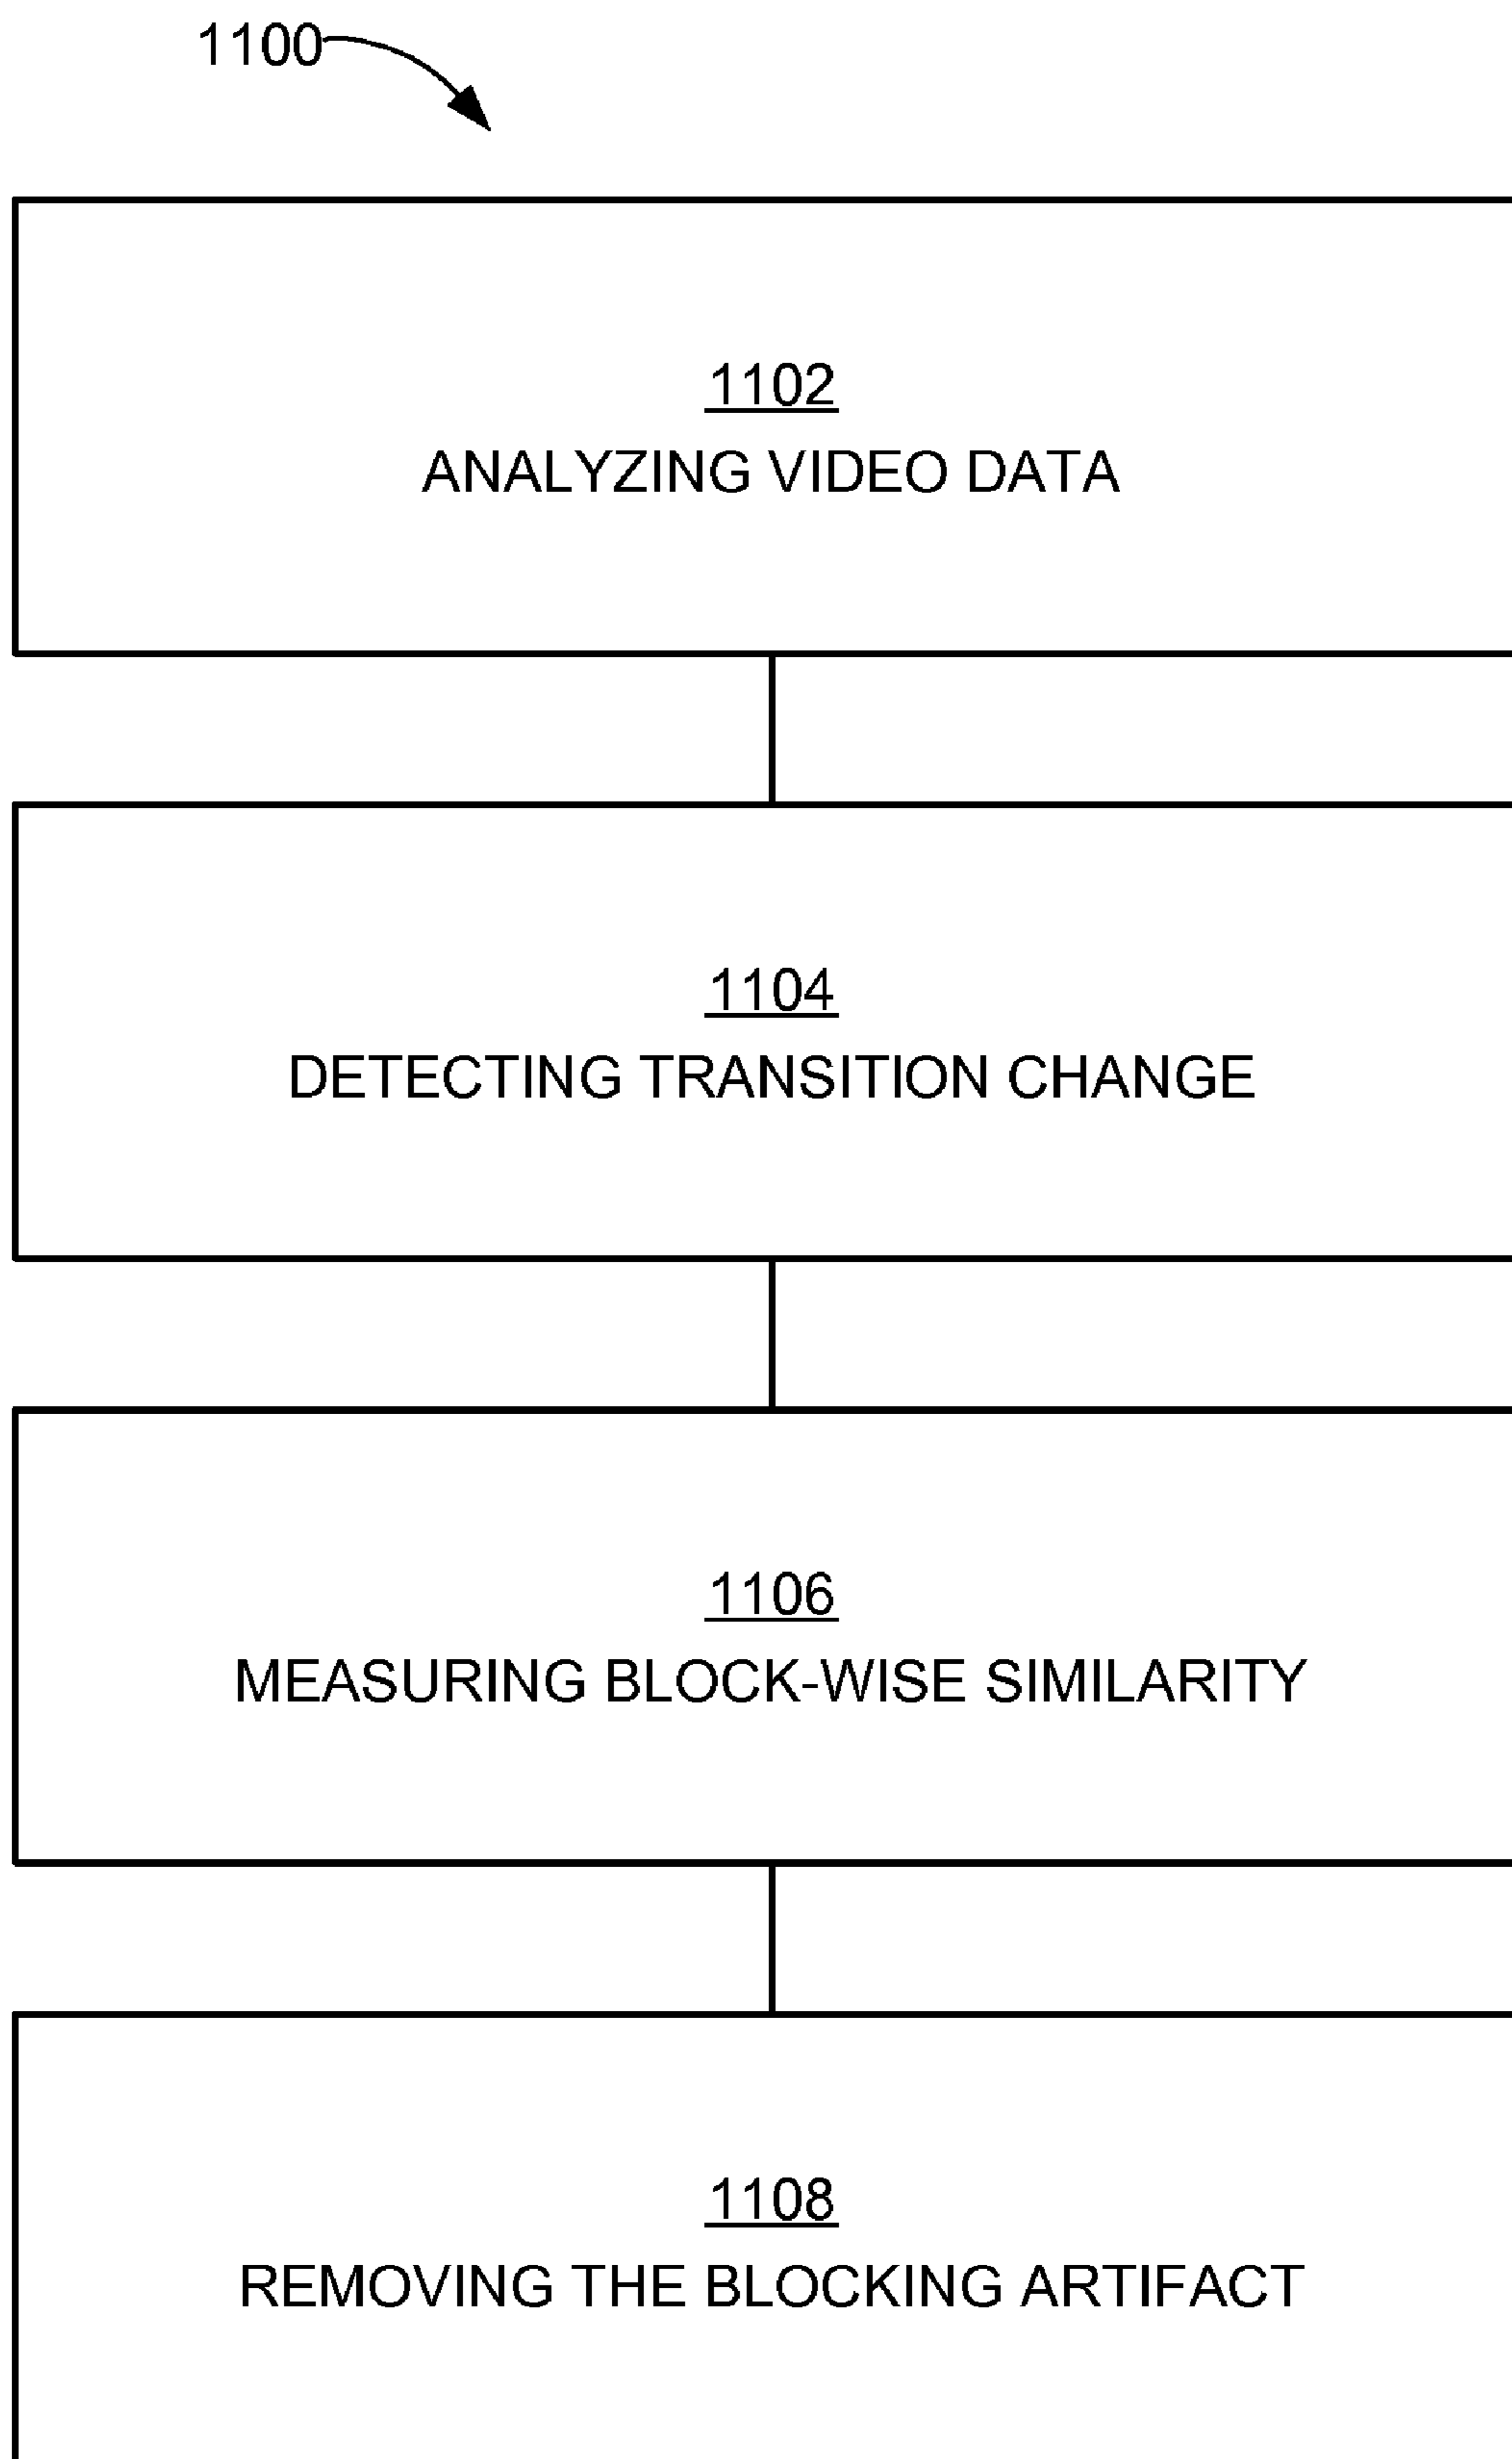 1100
1102
ANALYZING VIDEO DATA
1104
DETECTING TRANSITION CHANGE
1106
MEASURING BLOCK-WISE SIMILARITY
1108
REMOVING THE BLOCKING ARTIFACT